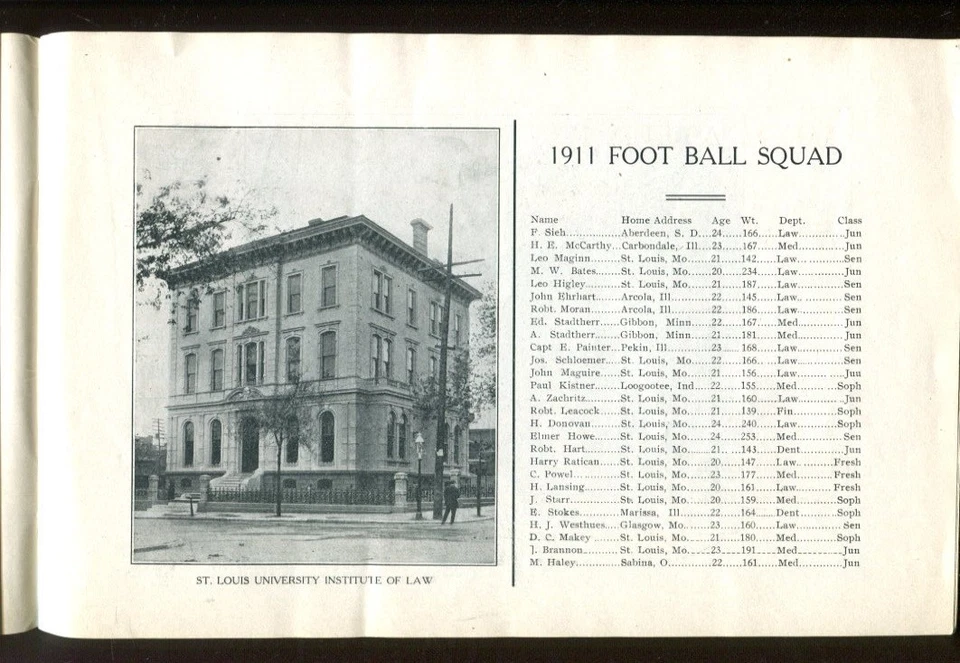 ST. LOUIS UNIVERSITY INSTITUTE OF LAW
1911 FOOT BALL SQUAD
Name Home Address Age Wt. Dept. Class
F. Sieh..............Aberdeen, S. D...24....166......Law............Jun
H. E. McCarthy...Carbondale, Ill....23....167......Med............Jun
Leo Maginn........St. Louis, Mo.....21....142......Law............Sen
M. W. Bates.......St. Louis, Mo.....20....234......Law............Jun
Leo Higley.........St. Louis, Mo.....21....187......Law............Sen
John Ehrhart......Arcola, Ill..........22....145......Law............Sen
Robt. Moran.......Arcola, Ill..........22....186......Law............Sen
Ed. Stadtherr......Gibbon, Minn.....22....167......Med............Jun
A. Stadtherr.......Gibbon, Minn.....21....181......Med............Jun
Capt E. Painter...Pekin, Ill...........23....168......Law............Sen
Jos. Schloemer...St. Louis, Mo.....22....166......Law............Sen
John Maguire.....St. Louis, Mo.....21....156......Law............Jun
Paul Kistner.......Loogootee, Ind....22....155......Med...........Soph
A. Zachritz.........St. Louis, Mo.....21....160......Law............Jun
Robt. Leacock....St. Louis, Mo.....21....139......Fin............Soph
H. Donovan.......St. Louis, Mo.....24....240......Law...........Soph
Elmer Howe.......St. Louis, Mo.....24....253......Med............Sen
Robt. Hart.........St. Louis, Mo.....21....143......Dent...........Jun
Harry Ratican.....St. Louis, Mo.....20....147......Law...........Fresh
C. Powel...........St. Louis, Mo.....23....177......Med...........Fresh
H. Lansing.........St. Louis, Mo.....20....161......Law...........Fresh
J. Starr.............St. Louis, Mo.....20....159......Med...........Soph
E. Stokes..........Marissa, Ill........22....164......Dent..........Soph
H. J. Westhues....Glasgow, Mo......23....160......Law............Sen
D. C. Makey.......St. Louis, Mo.....21....180......Med...........Soph
J. Brannon.........St. Louis, Mo.....23....191......Med............Jun
M. Haley...........Sabina, O..........22....161......Med............Jun